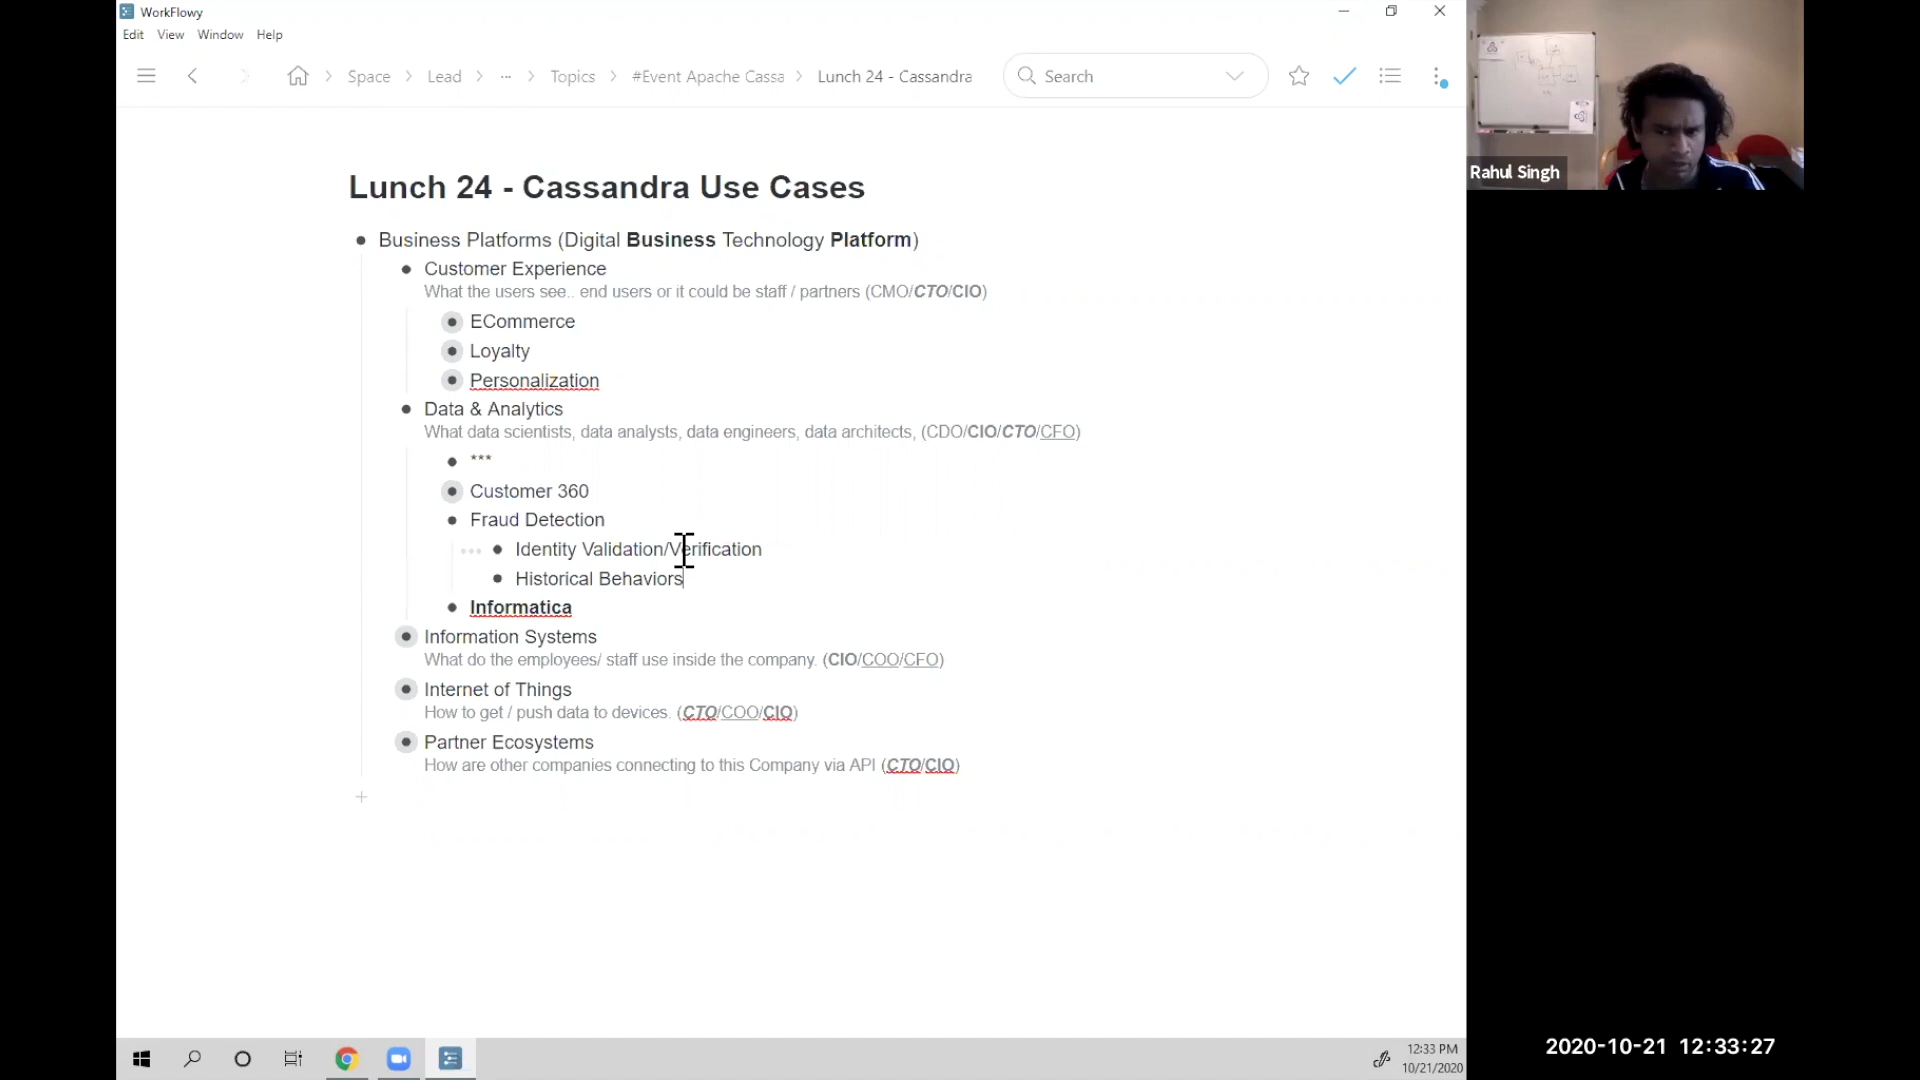 WorkFlowy
Edit View Window Help
Space Lead ... Topics #Event Apache Cassa Lunch 24 - Cassandra Search
Rahul Singh
Lunch 24 - Cassandra Use Cases
Business Platforms (Digital Business Technology Platform)
Customer Experience
What the users see.. end users or it could be staff / partners (CMO/CTO/CIO)
ECommerce
Loyalty
Personalization
Data & Analytics
What data scientists, data analysts, data engineers, data architects, (CDO/CIO/CTO/CFO)
***
Customer 360
Fraud Detection
Identity Validation/Verification
Historical Behaviors
Informatica
Information Systems
What do the employees/ staff use inside the company. (CIO/COO/CFO)
Internet of Things
How to get / push data to devices. (CTO/COO/CIO)
Partner Ecosystems
How are other companies connecting to this Company via API (CTO/CIO)
12:33 PM
10/21/2020
2020-10-21 12:33:27